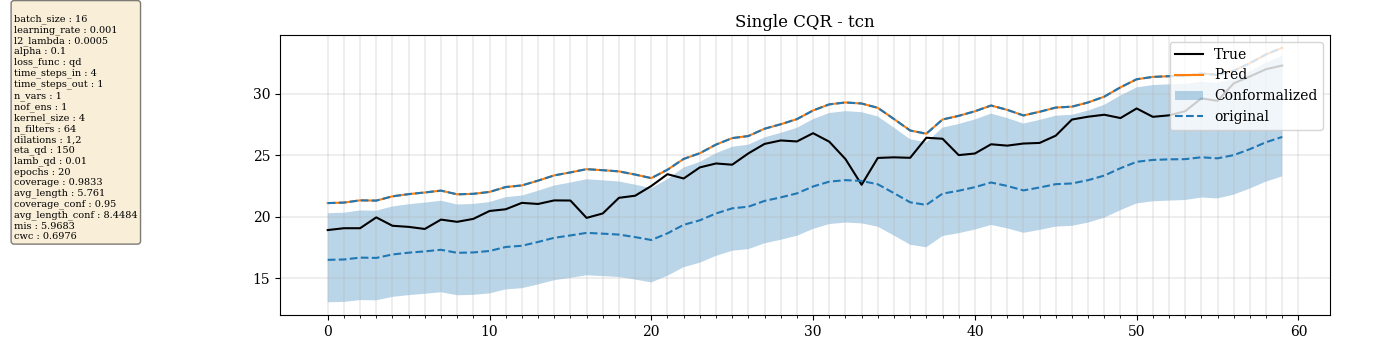 batch_size : 16
learning_rate : 0.001
l2_lambda : 0.0005
alpha : 0.1
loss_func : qd
time_steps_in : 4
time_steps_out : 1
n_vars : 1
nof_ens : 1
kernel_size : 4
n_filters : 64
dilations : 1,2
eta_qd : 150
lamb_qd : 0.01
epochs : 20
coverage : 0.9833
avg_length : 5.761
coverage_conf : 0.95
avg_length_conf : 8.4484
mis : 5.9683
cwc : 0.6976
Single CQR - tcn
True
Pred
Conformalized
original
30
25
20
15
0 10 20 30 40 50 60